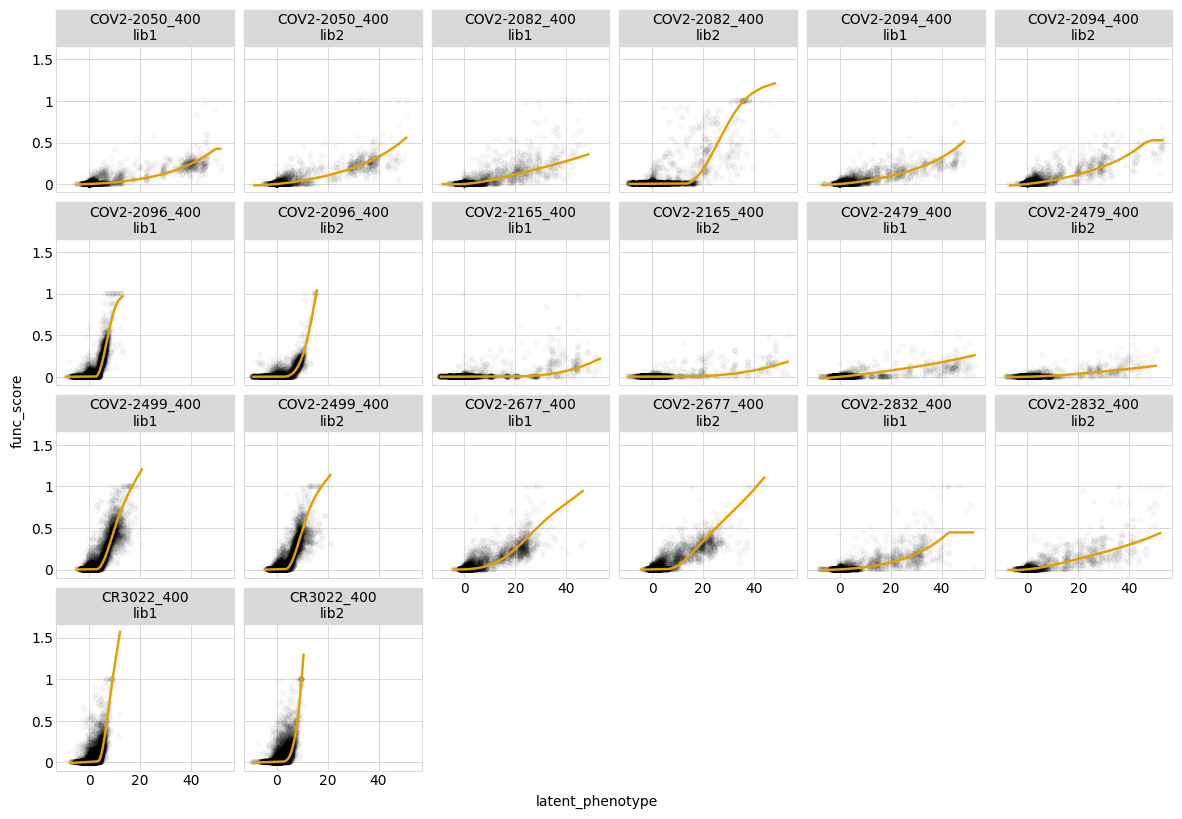 COV2-2050_400 COV2-2050_400 COV2-2082_400 COV2-2082_400 COV2-2094_400 COV2-2094_400
lib1 lib2 lib1 lib2 lib1 lib2
1.5
1
0.5
0
COV2-2096_400 COV2-2096_400 COV2-2165_400 COV2-2165_400 COV2-2479_400 COV2-2479_400
lib1 lib2 lib1 lib2 lib1 lib2
1.5
1
0.5
0
func_score
COV2-2499_400 COV2-2499_400 COV2-2677_400 COV2-2677_400 COV2-2832_400 COV2-2832_400
lib1 lib2 lib1 lib2 lib1 lib2
1.5
1
0.5
0
0 20 40 0 20 40 0 20 40 0 20 40
CR3022_400 CR3022_400
lib1 lib2
1.5
1
0.5
0
0 20 40 0 20 40
latent_phenotype